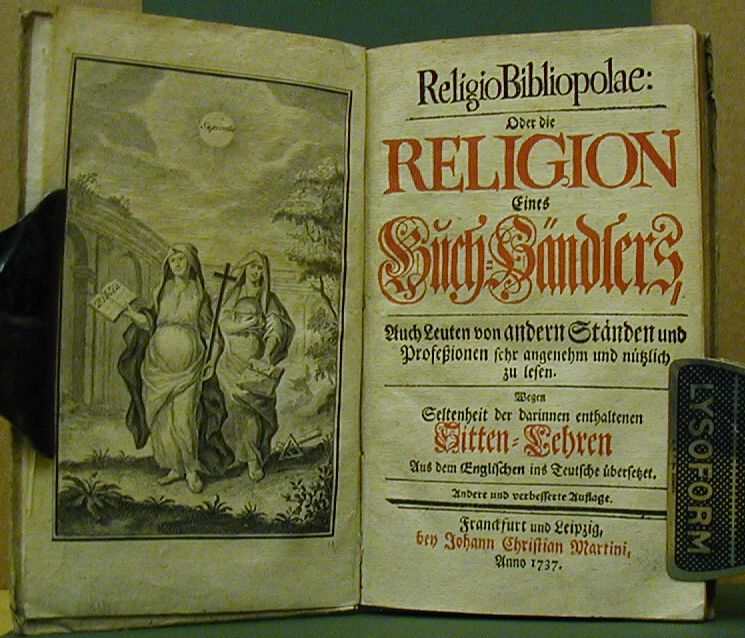 Sapientia
Religio Bibliopolae:
Oder die
RELIGION
Eines
Buch-Händlers,
Auch Leuten von andern Ständen und
Profeßionen sehr angenehm und nützlich
zu lesen.
Wegen
Seltenheit der darinnen enthaltenen
Sitten-Lehren
Aus dem Englischen ins Teutsche übersetzet.
Andere und verbesserte Auflage.
Franckfurt und Leipzig,
bey Johann Christian Martini,
Anno 1737.
LYSOFORM